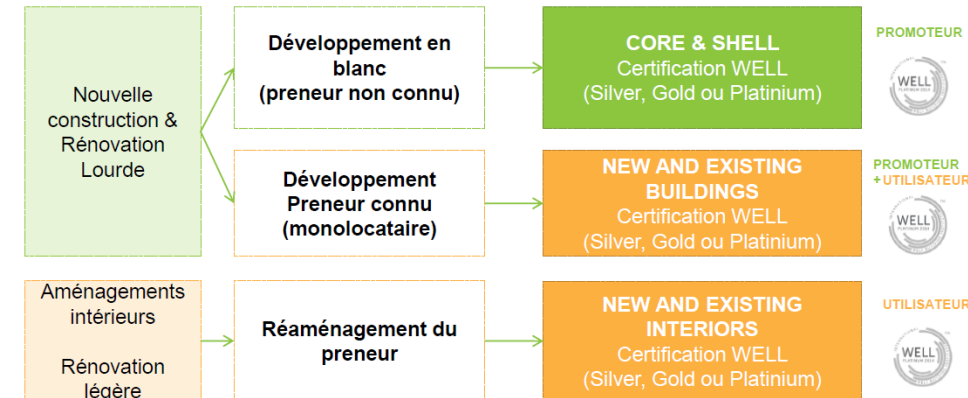 Nouvelle
construction &
Rénovation
Lourde
Développement en
blanc
(preneur non connu)
CORE & SHELL
Certification WELL
(Silver, Gold ou Platinium)
PROMOTEUR
WELL
Développement
Preneur connu
(monolocataire)
NEW AND EXISTING
BUILDINGS
Certification WELL
(Silver, Gold ou Platinium)
PROMOTEUR
+UTILISATEUR
WELL
Aménagements
intérieurs
Rénovation
légère
Réaménagement du
preneur
NEW AND EXISTING
INTERIORS
Certification WELL
(Silver, Gold ou Platinium)
UTILISATEUR
WELL